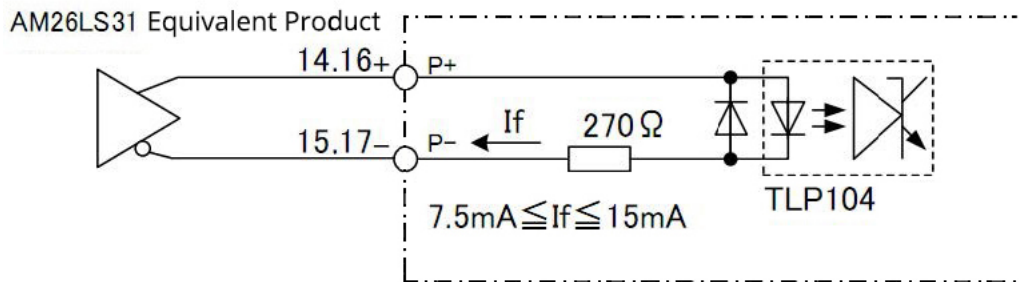 AM26LS31 Equivalent Product
14.16+ P+
If 270Ω
15.17- P-
7.5mA≦If≦15mA
TLP104